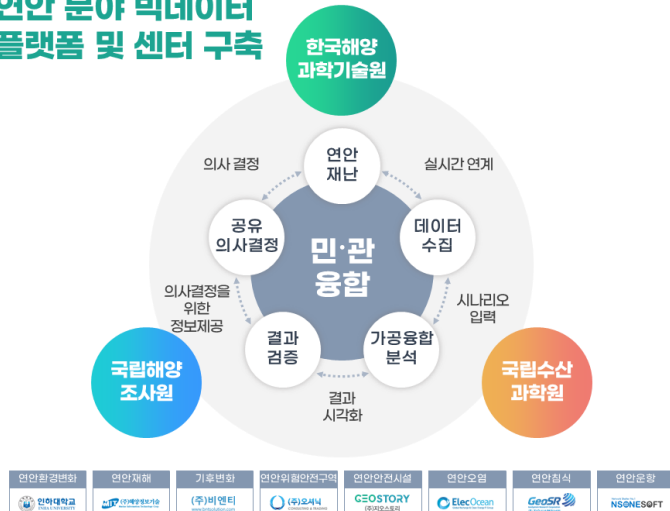 연안 분야 빅데이터
플랫폼 및 센터 구축
한국해양
과학기술원
연안
재난
의사 결정
실시간 연계
공유
의사결정
데이터
수집
민·관
융합
의사결정을
위한
정보제공
시나리오
입력
결과
검증
가공융합
분석
국립해양
조사원
국립수산
과학원
결과
시각화
연안환경변화
연안재해
기후변화
연안위험안전구역
연안안전시설
연안오염
연안침식
연안운항
인하대학교
INHA UNIVERSITY
(주)해양정보기술
(주)비엔티
(주)오셔닉
GEOSTORY
(주)지오스토리
ElecOcean
GeoSR
NSONESOFT